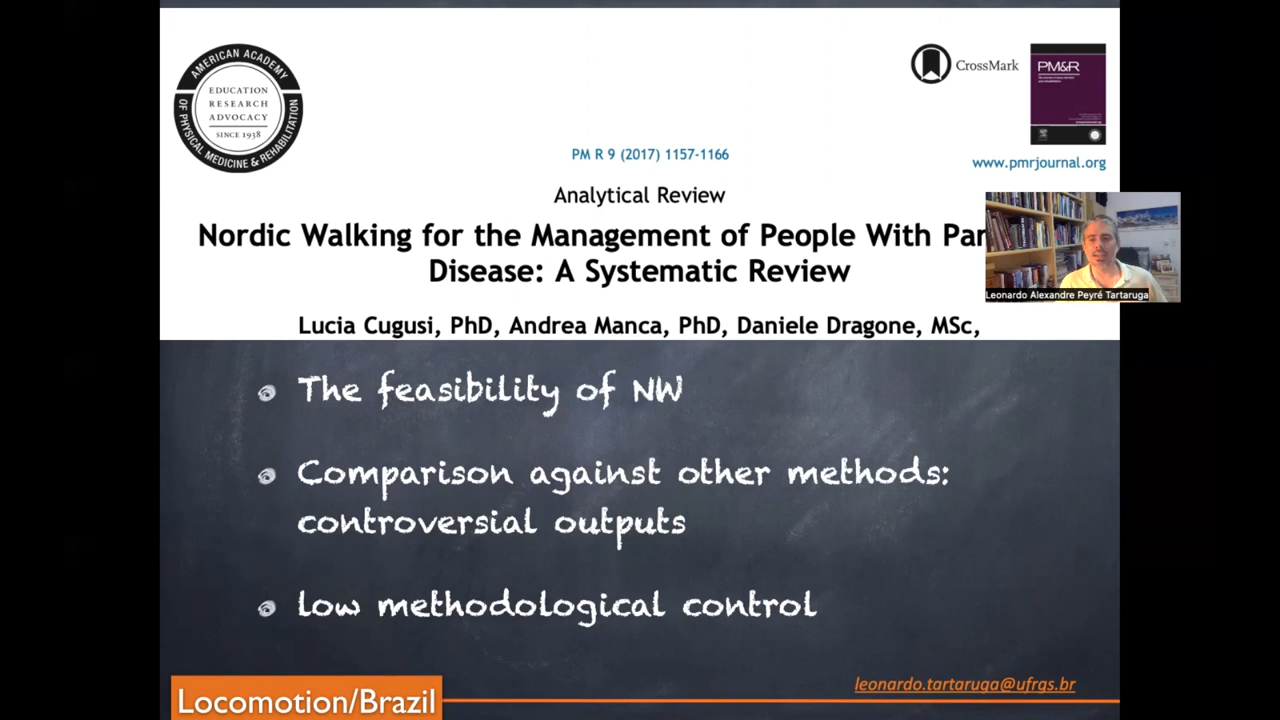 AMERICAN ACADEMY
OF PHYSICAL MEDICINE & REHABILITATION
EDUCATION
RESEARCH
ADVOCACY
SINCE 1938
CrossMark
PM&R
PM R 9 (2017) 1157-1166
www.pmrjournal.org
Analytical Review
Nordic Walking for the Management of People With Par
Disease: A Systematic Review
Leonardo Alexandre Peyré Tartaruga
Lucia Cugusi, PhD, Andrea Manca, PhD, Daniele Dragone, MSc,
The feasibility of NW
Comparison against other methods:
controversial outputs
low methodological control
leonardo.tartaruga@ufrgs.br
Locomotion/Brazil